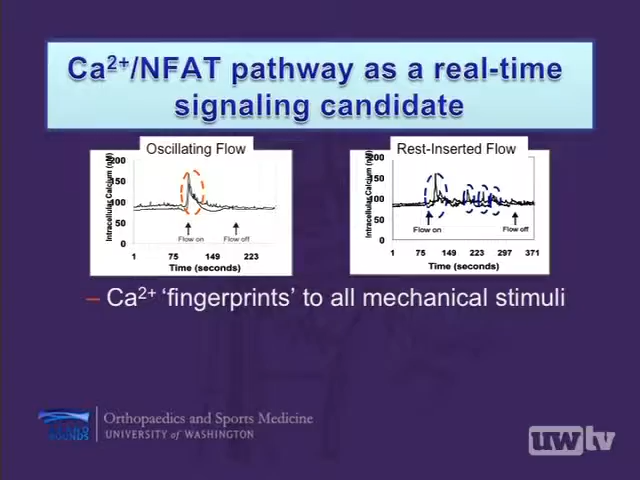 Ca²⁺/NFAT pathway as a real-time
signaling candidate
Oscillating Flow
Intracellular Calcium (nM)
200
150
100
50
0
Flow on
Flow off
1 75 149 223
Time (seconds)
Rest-Inserted Flow
Intracellular Calcium (nM)
200
150
100
50
0
Flow on
Flow off
1 75 149 223 297 371
Time (seconds)
– Ca²⁺ ‘fingerprints’ to all mechanical stimuli
Orthopaedics and Sports Medicine
UNIVERSITY of WASHINGTON
ROUNDS
uwtv